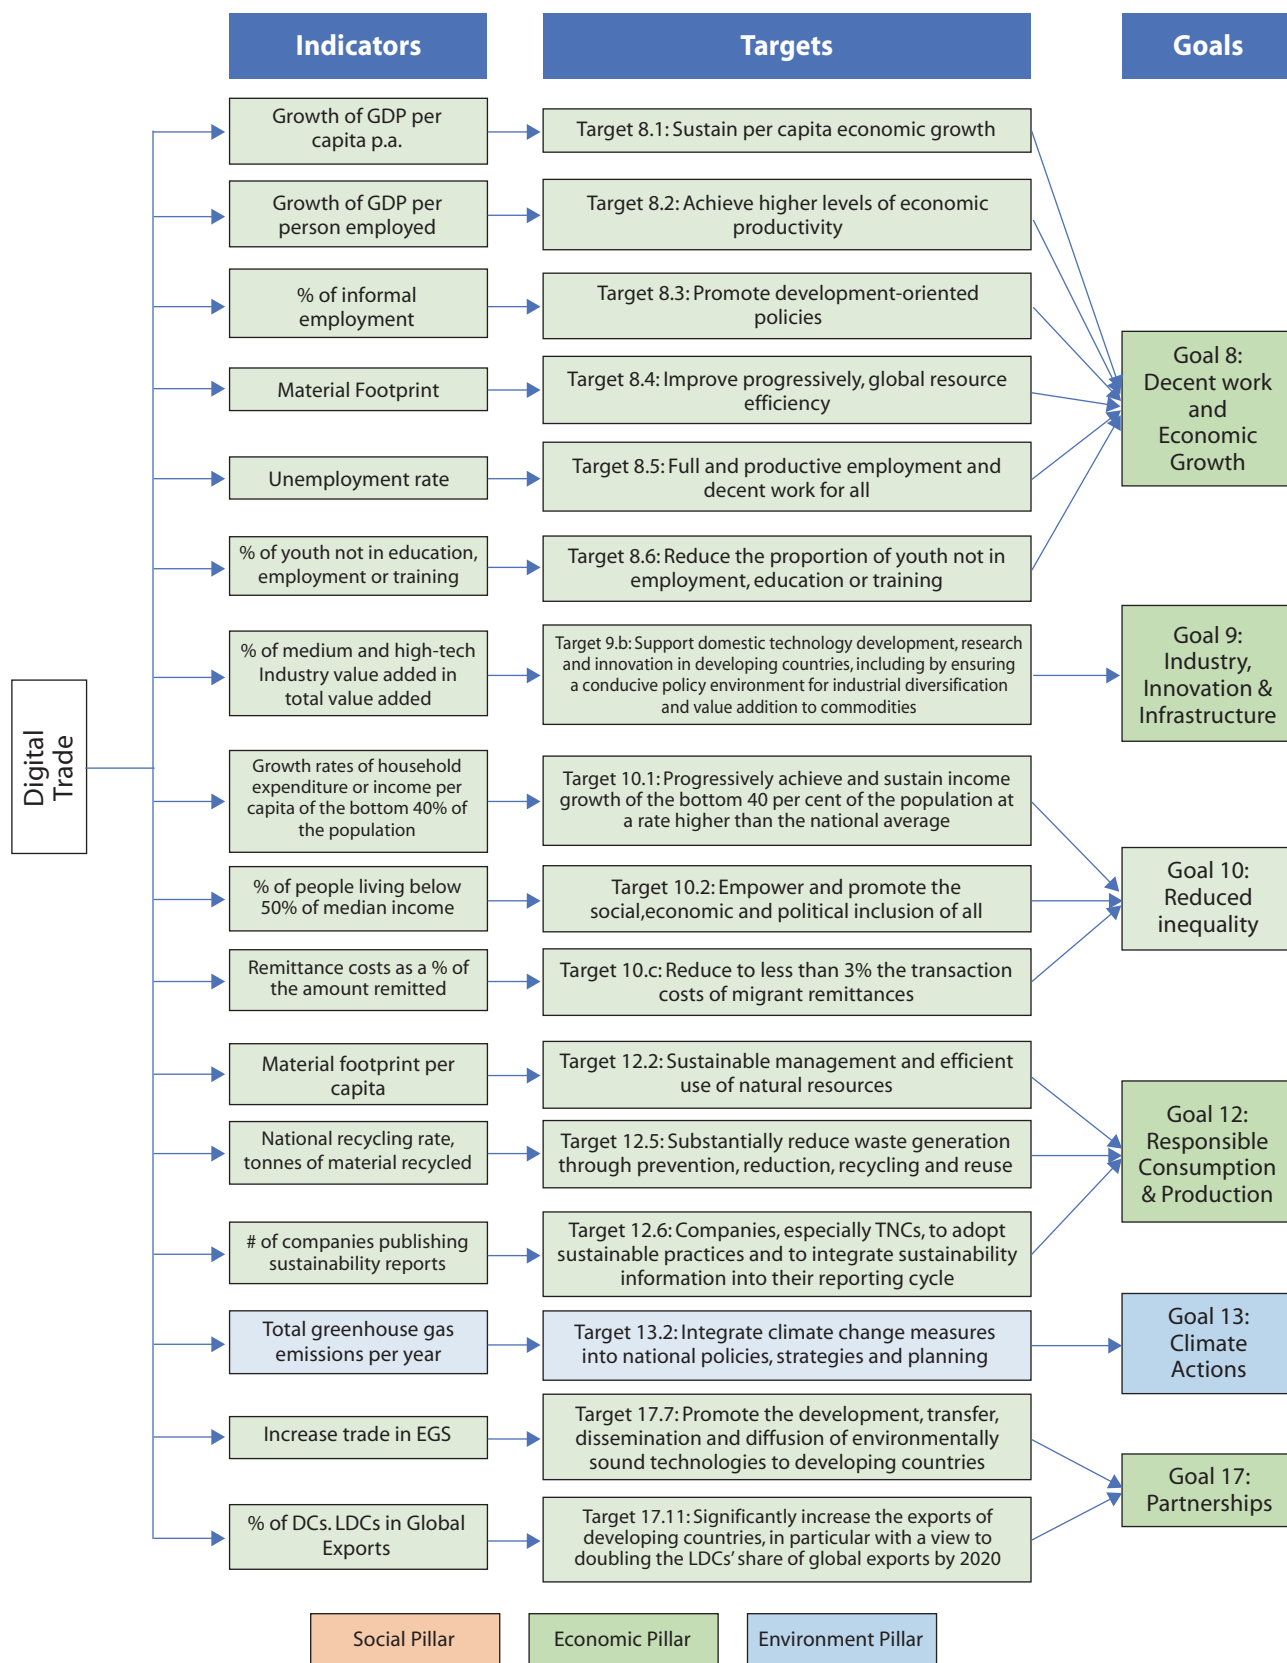 Indicators
Targets
Goals
Digital
Trade
Growth of GDP per
capita p.a.
Target 8.1: Sustain per capita economic growth
Growth of GDP per
person employed
Target 8.2: Achieve higher levels of economic
productivity
% of informal
employment
Target 8.3: Promote development-oriented
policies
Material Footprint
Target 8.4: Improve progressively, global resource
efficiency
Unemployment rate
Target 8.5: Full and productive employment and
decent work for all
% of youth not in education,
employment or training
Target 8.6: Reduce the proportion of youth not in
employment, education or training
Goal 8:
Decent work
and
Economic
Growth
% of medium and high-tech
Industry value added in
total value added
Target 9.b: Support domestic technology development, research
and innovation in developing countries, including by ensuring
a conducive policy environment for industrial diversification
and value addition to commodities
Goal 9:
Industry,
Innovation &
Infrastructure
Growth rates of household
expenditure or income per
capita of the bottom 40% of
the population
Target 10.1: Progressively achieve and sustain income
growth of the bottom 40 per cent of the population at
a rate higher than the national average
% of people living below
50% of median income
Target 10.2: Empower and promote the
social,economic and political inclusion of all
Remittance costs as a % of
the amount remitted
Target 10.c: Reduce to less than 3% the transaction
costs of migrant remittances
Goal 10:
Reduced
inequality
Material footprint per
capita
Target 12.2: Sustainable management and efficient
use of natural resources
National recycling rate,
tonnes of material recycled
Target 12.5: Substantially reduce waste generation
through prevention, reduction, recycling and reuse
# of companies publishing
sustainability reports
Target 12.6: Companies, especially TNCs, to adopt
sustainable practices and to integrate sustainability
information into their reporting cycle
Goal 12:
Responsible
Consumption
& Production
Total greenhouse gas
emissions per year
Target 13.2: Integrate climate change measures
into national policies, strategies and planning
Goal 13:
Climate
Actions
Increase trade in EGS
Target 17.7: Promote the development, transfer,
dissemination and diffusion of environmentally
sound technologies to developing countries
% of DCs. LDCs in Global
Exports
Target 17.11: Significantly increase the exports of
developing countries, in particular with a view to
doubling the LDCs' share of global exports by 2020
Goal 17:
Partnerships
Social Pillar
Economic Pillar
Environment Pillar